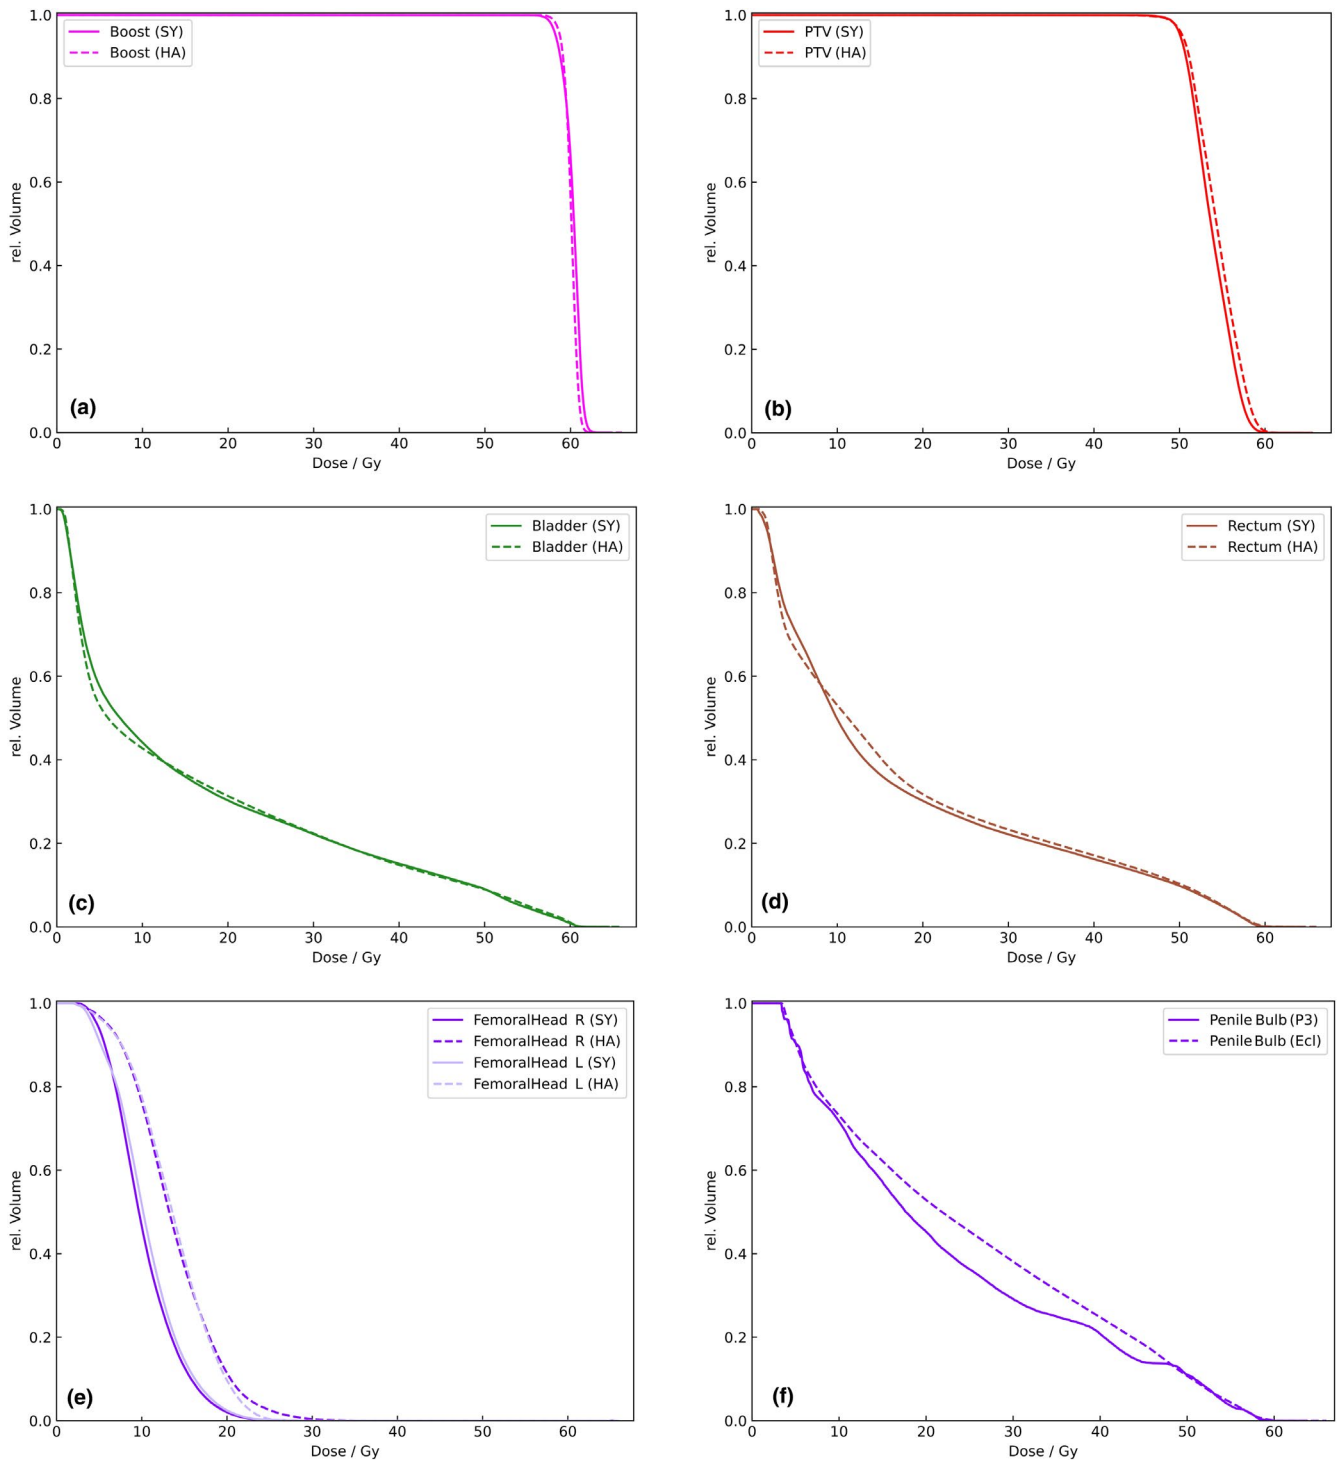 1.0
Boost (SY)
Boost (HA)
0.8
0.6
rel. Volume
0.4
0.2
(a)
0.0
0 10 20 30 40 50 60
Dose / Gy
1.0
PTV (SY)
PTV (HA)
0.8
0.6
rel. Volume
0.4
0.2
(b)
0.0
0 10 20 30 40 50 60
Dose / Gy
1.0
Bladder (SY)
Bladder (HA)
0.8
0.6
rel. Volume
0.4
0.2
(c)
0.0
0 10 20 30 40 50 60
Dose / Gy
1.0
Rectum (SY)
Rectum (HA)
0.8
0.6
rel. Volume
0.4
0.2
(d)
0.0
0 10 20 30 40 50 60
Dose / Gy
1.0
FemoralHead R (SY)
FemoralHead R (HA)
FemoralHead L (SY)
FemoralHead L (HA)
0.8
0.6
rel. Volume
0.4
0.2
(e)
0.0
0 10 20 30 40 50 60
Dose / Gy
1.0
Penile Bulb (P3)
Penile Bulb (Ecl)
0.8
0.6
rel. Volume
0.4
0.2
(f)
0.0
0 10 20 30 40 50 60
Dose / Gy